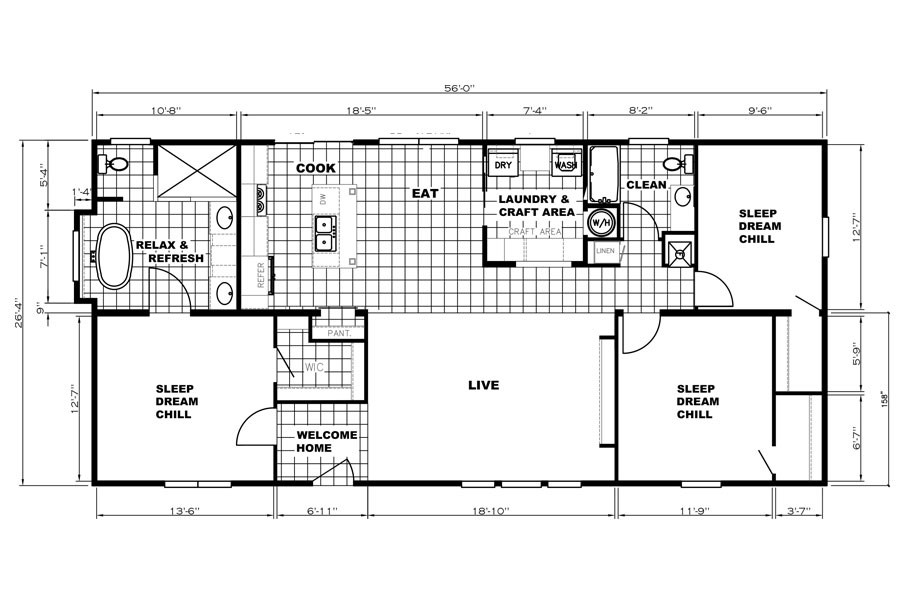 56'-0"
10'-8"
18'-5"
7'-4"
8'-2"
9'-6"
5'-4"
1'-4"
7'-1"
9"
26'-4"
12'-7"
COOK
DW
EAT
REFER
DRY
WASH
LAUNDRY &
CRAFT AREA
CRAFT AREA
CLEAN
W/H
LINEN
SLEEP
DREAM
CHILL
12'-7"
RELAX &
REFRESH
PANT.
WIC
SLEEP
DREAM
CHILL
WELCOME
HOME
LIVE
SLEEP
DREAM
CHILL
5'-9"
158"
6'-7"
13'-6"
6'-11"
18'-10"
11'-9"
3'-7"